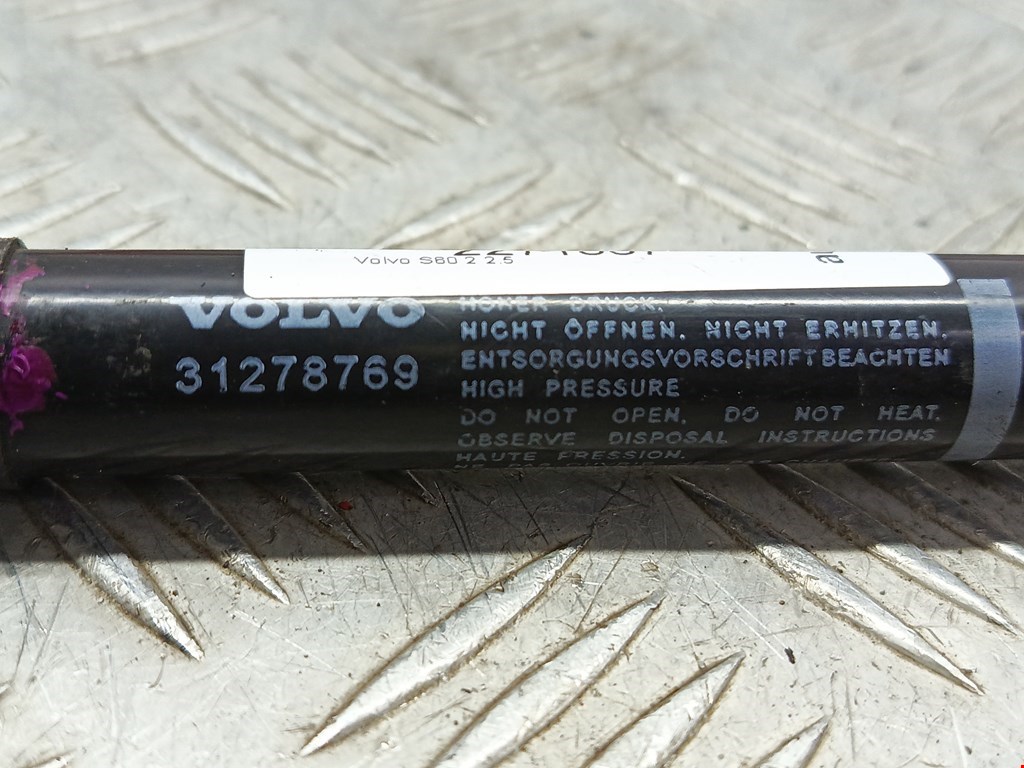 Volvo S60 2 2.5
VOLVO
31278769
HOHER DRUCK.
NICHT ÖFFNEN. NICHT ERHITZEN.
ENTSORGUNGSVORSCHRIFT BEACHTEN
HIGH PRESSURE
DO NOT OPEN. DO NOT HEAT.
OBSERVE DISPOSAL INSTRUCTIONS
HAUTE PRESSION.